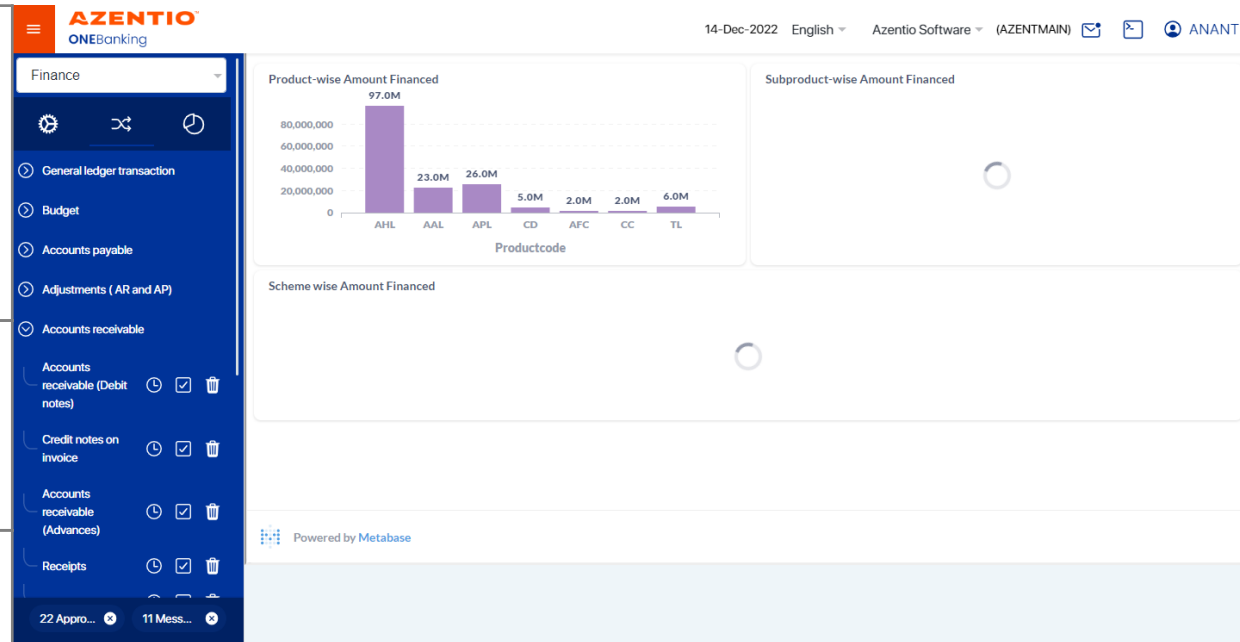 AZENTIO™
ONEBanking
14-Dec-2022 English Azentio Software (AZENTMAIN) ANANT
Finance
General ledger transaction
Budget
Accounts payable
Adjustments ( AR and AP)
Accounts receivable
Accounts
receivable (Debit
notes)
Credit notes on
invoice
Accounts
receivable
(Advances)
Receipts
22 Appro... 11 Mess...
Product-wise Amount Financed
97.0M
80,000,000
60,000,000
40,000,000
20,000,000
0
23.0M
26.0M
5.0M
2.0M
2.0M
6.0M
AHL AAL APL CD AFC CC TL
Productcode
Subproduct-wise Amount Financed
Scheme wise Amount Financed
Powered by Metabase